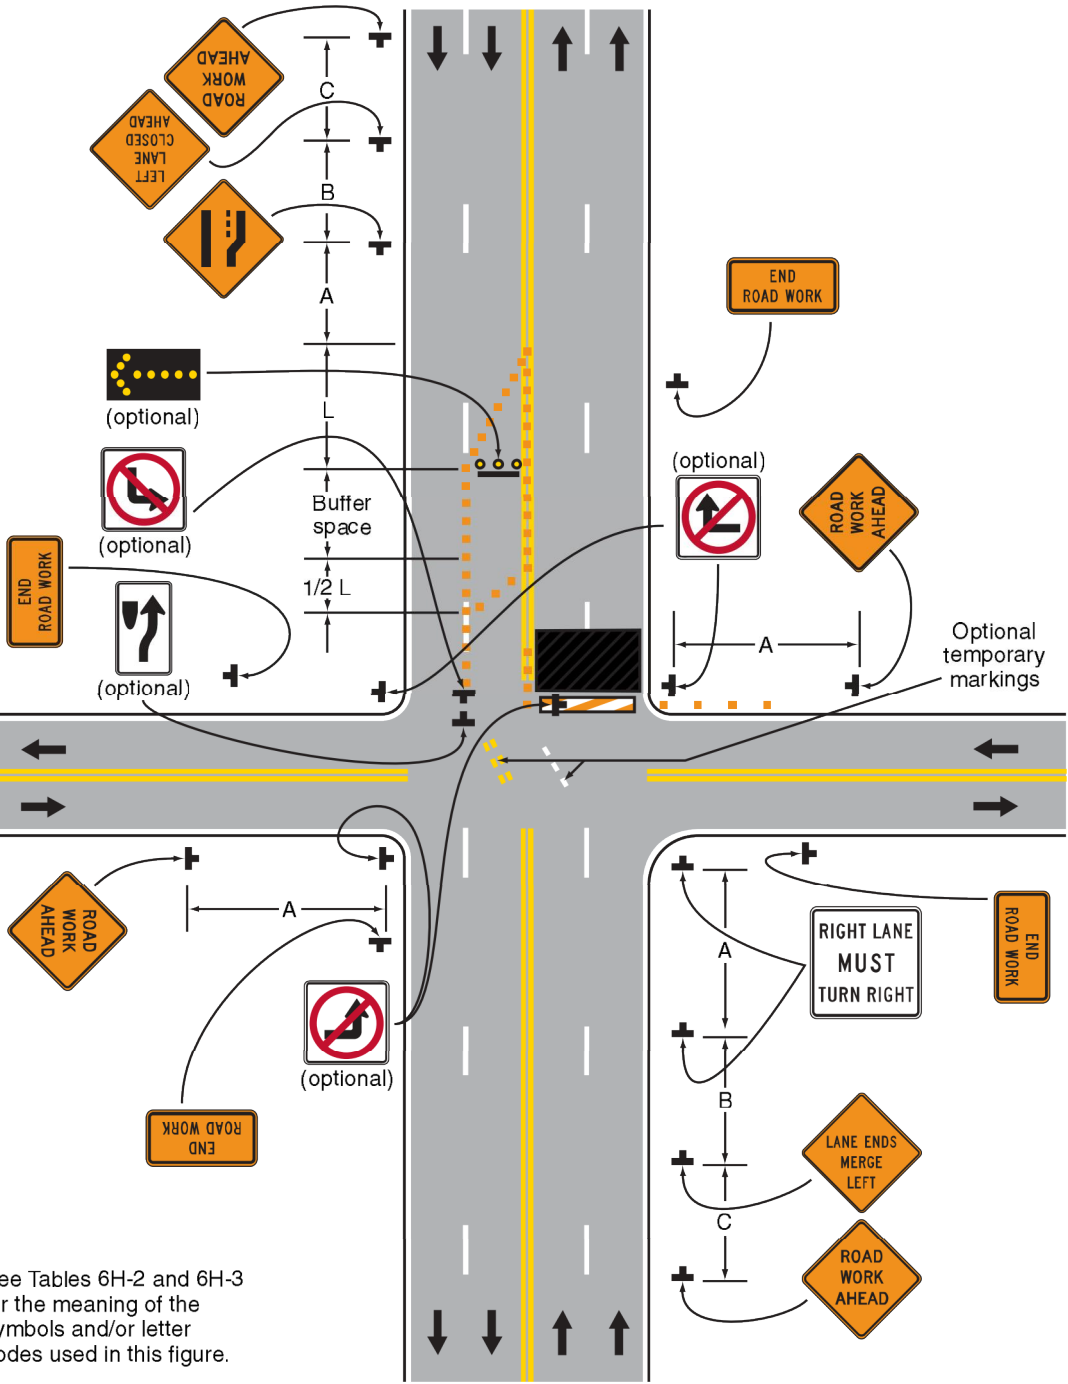 ROAD
WORK
AHEAD
C
LEFT
LANE
CLOSED
AHEAD
B
A
END
ROAD WORK
(optional)
L
(optional)
ROAD
WORK
AHEAD
Buffer
space
(optional)
END
ROAD WORK
1/2 L
A
Optional
temporary
markings
(optional)
ROAD
WORK
AHEAD
A
END
ROAD WORK
RIGHT LANE
MUST
TURN RIGHT
A
(optional)
B
END
ROAD WORK
LANE ENDS
MERGE
LEFT
C
ROAD
WORK
AHEAD
ee Tables 6H-2 and 6H-3
r the meaning of the
ymbols and/or letter
odes used in this figure.